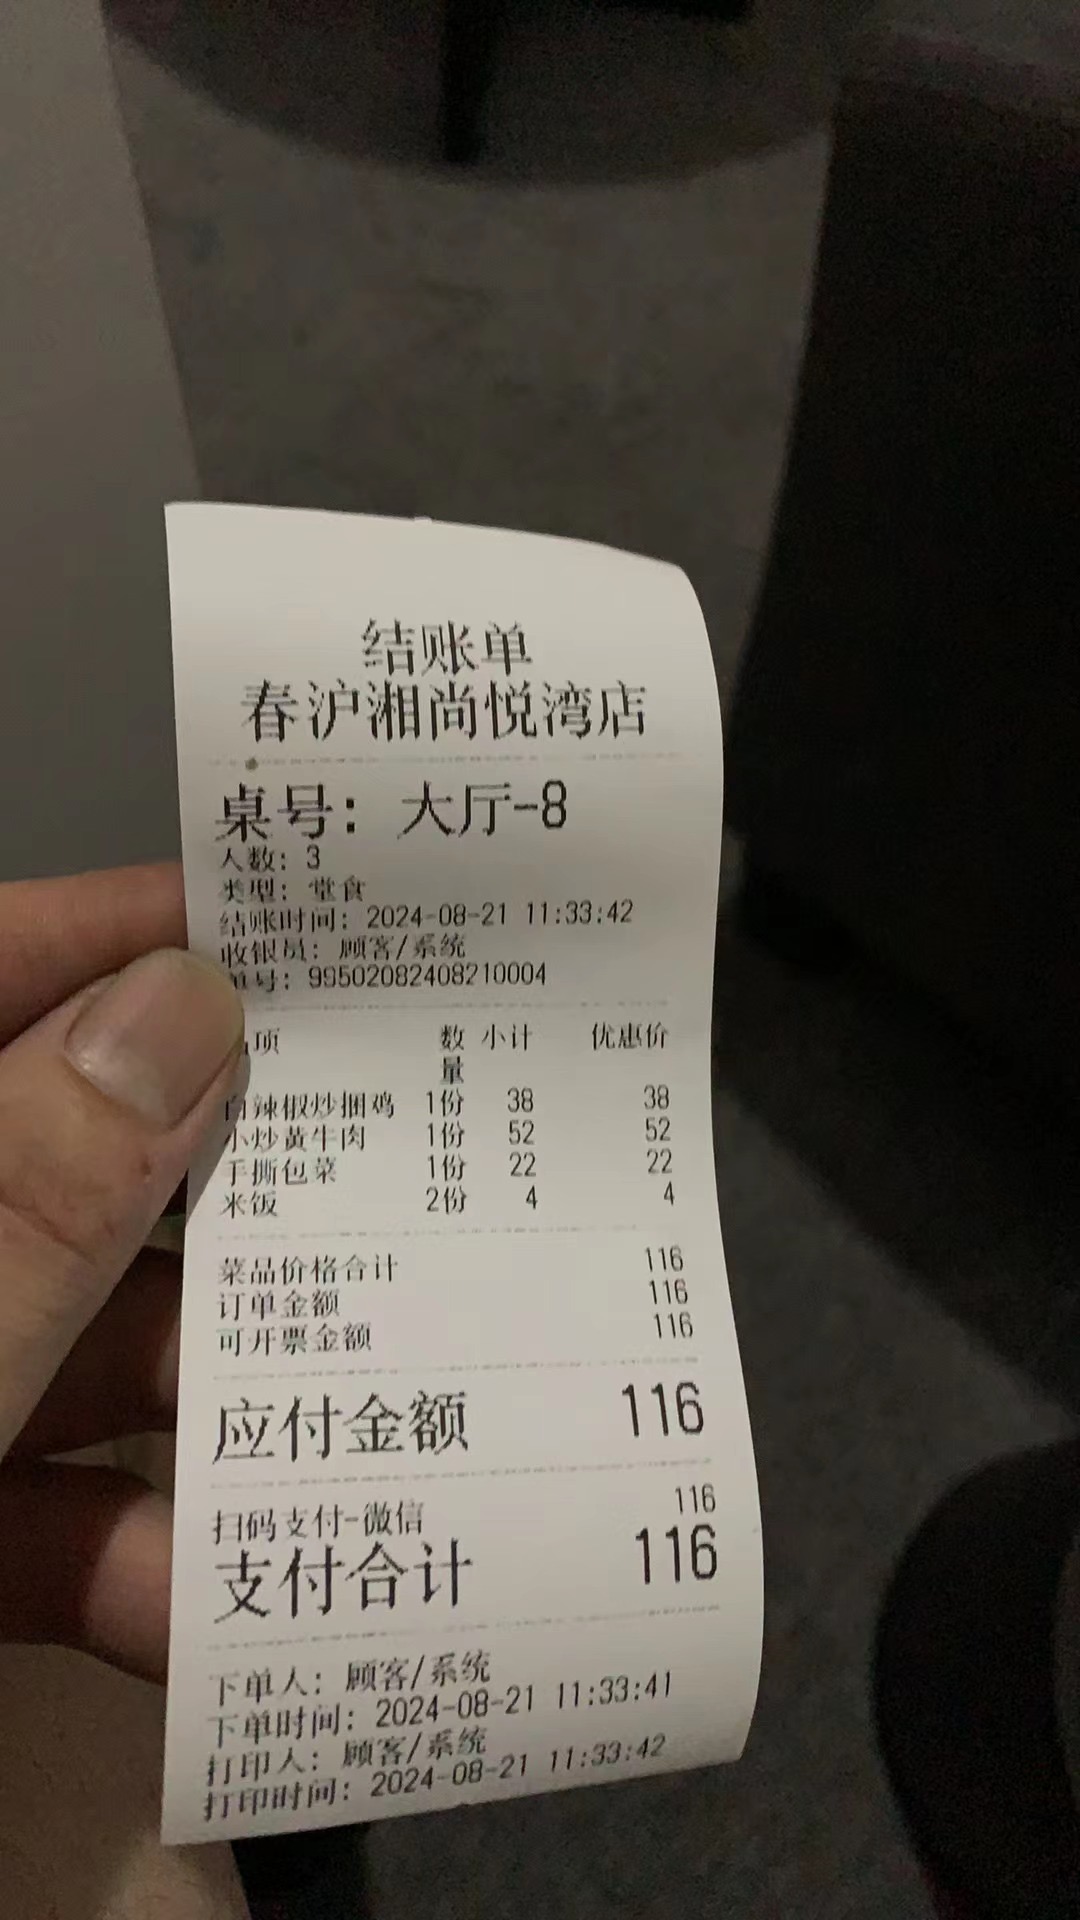 结账单
春沪湘尚悦湾店
桌号: 大厅-8
人数: 3
类型: 堂食
结账时间: 2024-08-21 11:33:42
收银员: 顾客/系统
单号: 99502082408210004
项 数量 小计 优惠价
白辣椒炒捆鸡 1份 38 38
小炒黄牛肉 1份 52 52
手撕包菜 1份 22 22
米饭 2份 4 4
菜品价格合计 116
订单金额 116
可开票金额 116
应付金额 116
扫码支付-微信 116
支付合计 116
下单人: 顾客/系统
下单时间: 2024-08-21 11:33:41
打印人: 顾客/系统
打印时间: 2024-08-21 11:33:42